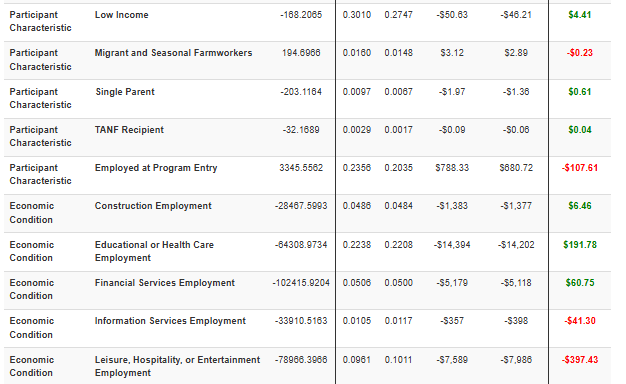 Participant Characteristic Low Income -168.2065 0.3010 0.2747 -$50.63 -$46.21 $4.41
Participant Characteristic Migrant and Seasonal Farmworkers 194.6966 0.0160 0.0148 $3.12 $2.89 -$0.23
Participant Characteristic Single Parent -203.1164 0.0097 0.0067 -$1.97 -$1.36 $0.61
Participant Characteristic TANF Recipient -32.1689 0.0029 0.0017 -$0.09 -$0.06 $0.04
Participant Characteristic Employed at Program Entry 3345.5562 0.2356 0.2035 $788.33 $680.72 -$107.61
Economic Condition Construction Employment -28467.5993 0.0486 0.0484 -$1,383 -$1,377 $6.46
Economic Condition Educational or Health Care Employment -64308.9734 0.2238 0.2208 -$14,394 -$14,202 $191.78
Economic Condition Financial Services Employment -102415.9204 0.0506 0.0500 -$5,179 -$5,118 $60.75
Economic Condition Information Services Employment -33910.5163 0.0105 0.0117 -$357 -$398 -$41.30
Economic Condition Leisure, Hospitality, or Entertainment Employment -78966.3966 0.0961 0.1011 -$7,589 -$7,986 -$397.43